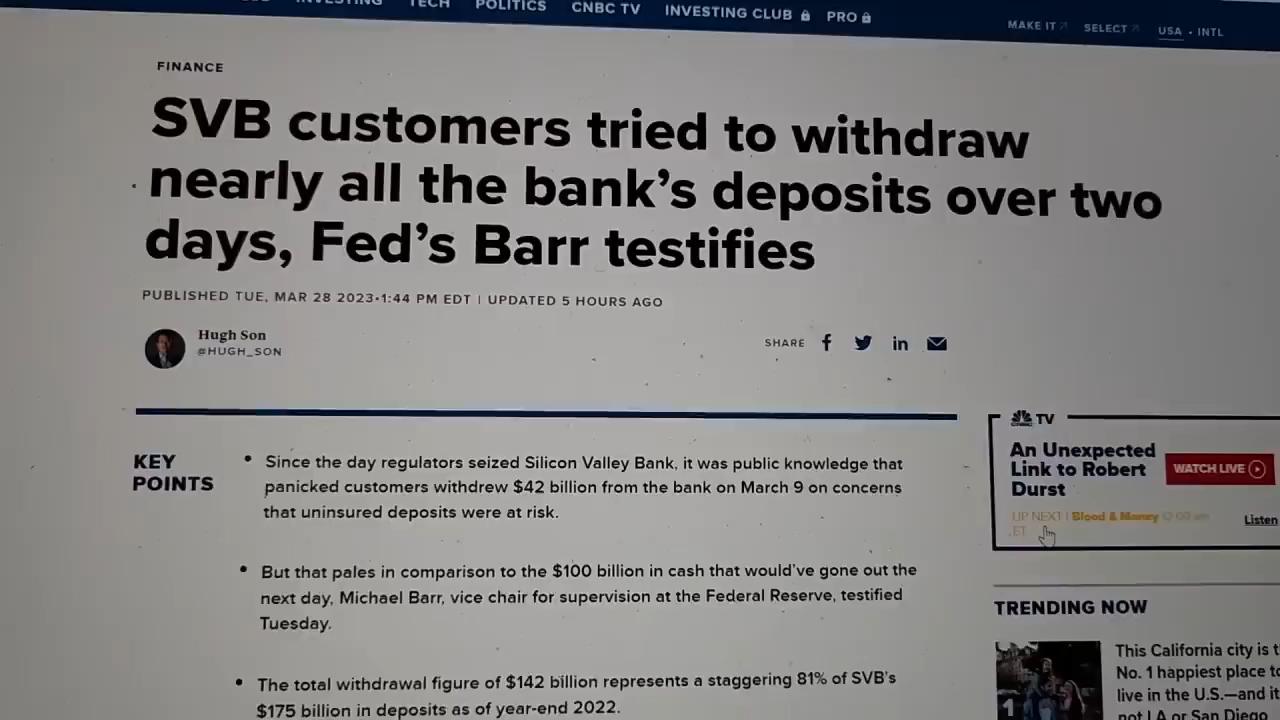 INVESTING TECH POLITICS CNBC TV INVESTING CLUB PRO
MAKE IT SELECT USA • INTL
FINANCE
SVB customers tried to withdraw
nearly all the bank's deposits over two
days, Fed's Barr testifies
PUBLISHED TUE, MAR 28 2023•1:44 PM EDT | UPDATED 5 HOURS AGO
Hugh Son
@HUGH_SON
SHARE
KEY
POINTS
• Since the day regulators seized Silicon Valley Bank, it was public knowledge that
panicked customers withdrew $42 billion from the bank on March 9 on concerns
that uninsured deposits were at risk.
• But that pales in comparison to the $100 billion in cash that would've gone out the
next day, Michael Barr, vice chair for supervision at the Federal Reserve, testified
Tuesday.
• The total withdrawal figure of $142 billion represents a staggering 81% of SVB's
$175 billion in deposits as of year-end 2022.
TV
An Unexpected
Link to Robert
Durst
WATCH LIVE
UP NEXT | Blood & Money
ET
Listen
TRENDING NOW
1
This California city is
No. 1 happiest place
live in the U.S.—and
not LA or San Diego